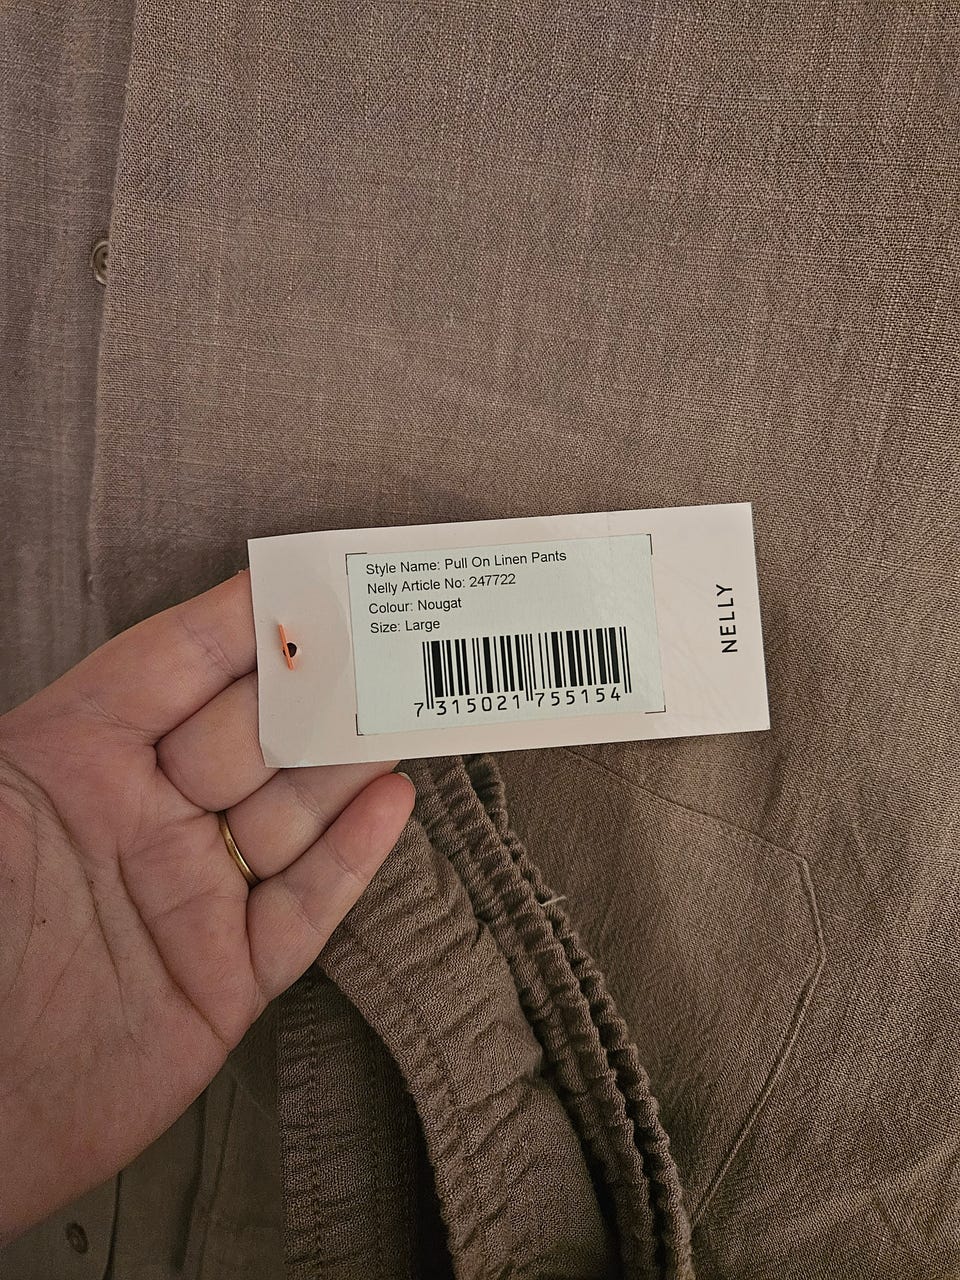 Style Name: Pull On Linen Pants
Nelly Article No: 247722
Colour: Nougat
Size: Large
7 315021 755154
NELLY